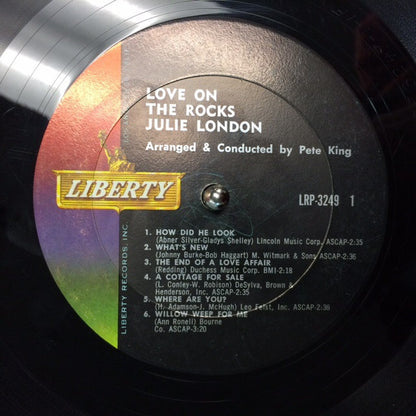 LOVE ON
THE ROCKS
JULIE LONDON
Arranged & Conducted by Pete King
LIBERTY
LRP-3249 1
1. HOW DID HE LOOK
(Abner Silver-Gladys Shelley) Lincoln Music Corp. ASCAP-2:35
2. WHAT'S NEW
(Johnny Burke-Bob Haggart) M. Witmark & Sons ASCAP-2:36
3. THE END OF A LOVE AFFAIR
(Redding) Duchess Music Corp. BMI-2:18
4. A COTTAGE FOR SALE
(L. Conley-W. Robison) DeSylva, Brown &
Henderson, Inc. ASCAP-2:35
5. WHERE ARE YOU?
(H. Adamson-J. McHugh) Leo Feist, Inc. ASCAP-2:36
6. WILLOW WEEP FOR ME
(Ann Ronell) Bourne
Co. ASCAP-3:20
LIBERTY RECORDS, INC.